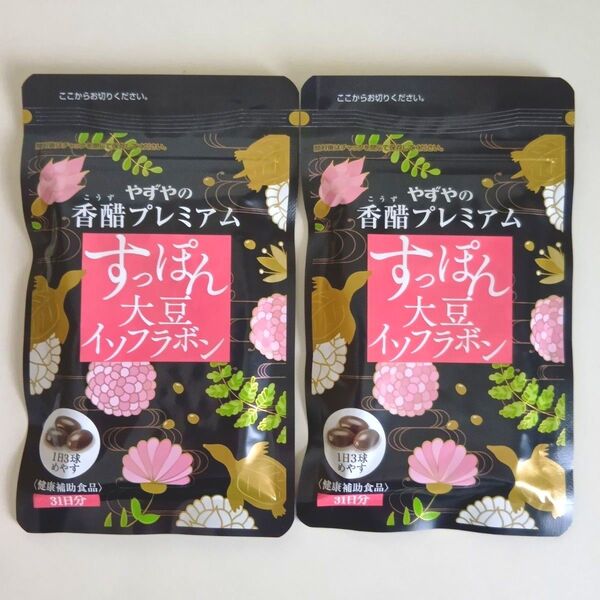 ここからお切りください。
やずやの
こうず
香醋プレミアム
すっぽん
大豆
イソフラボン
1日3球
めやす
〈健康補助食品〉
31日分
ここからお切りください。
やずやの
こうず
香醋プレミアム
すっぽん
大豆
イソフラボン
1日3球
めやす
〈健康補助食品〉
31日分